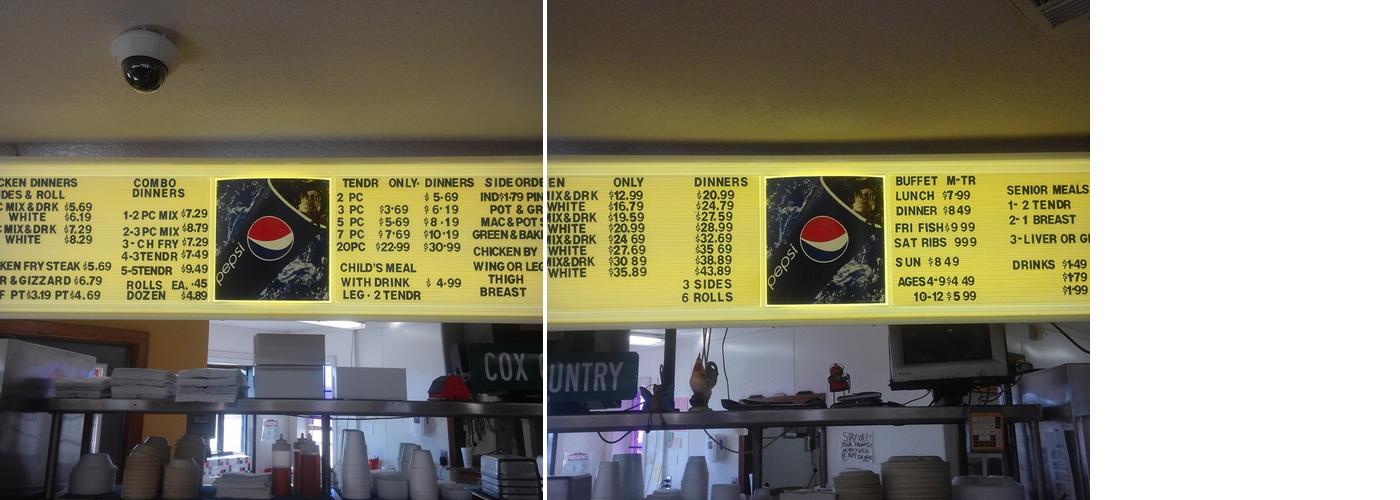 CKEN DINNERS
DES & ROLL
C MIX & DRK $5.69
WHITE $6.19
C MIX & DRK $7.29
WHITE $8.29
KEN FRY STEAK $5.69
R & GIZZARD $6.79
F PT $3.19 PT $4.69
COMBO
DINNERS
1-2 PC MIX $7.29
2-3 PC MIX $8.79
3-CH FRY $7.29
4-3TENDR $7.49
5-5TENDR $9.49
ROLLS EA. .45
DOZEN $4.89
pepsi
TENDR ONLY. DINNERS
2 PC $5.69
3 PC $3.69 $6.19
5 PC $5.69 $8.19
7 PC $7.69 $10.19
20PC $22.99 $30.99
CHILD'S MEAL
WITH DRINK $4.99
LEG. 2 TENDR
SIDE ORDE
IND$1.79 PIN
POT & GR
MAC & POT S
GREEN & BAKI
CHICKEN BY
WING OR LEG
THIGH
BREAST
COX C
EN ONLY DINNERS
MIX&DRK $12.99 $20.99
WHITE $16.79 $24.79
MIX&DRK $19.59 $27.59
WHITE $20.99 $28.99
MIX&DRK $24 69 $32.69
WHITE $27.69 $35 69
MIX&DRK $30 89 $38.89
WHITE $35.89 $43.89
3 SIDES
6 ROLLS
pepsi
BUFFET M-TR
LUNCH $7.99
DINNER $8 49
FRI FISH $9 99
SAT RIBS 9 99
SUN $8 49
AGES 4-9 $4 49
10-12 $5 99
SENIOR MEALS
1- 2 TENDR
2- 1 BREAST
3-LIVER OR GI
DRINKS $1.49
$1.79
$1.99
UNTRY
STAY OFF
YOUR PHONES